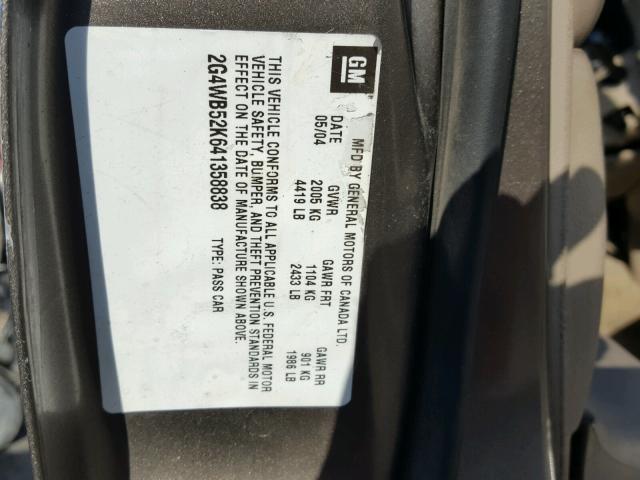 GM
MFD BY GENERAL MOTORS OF CANADA LTD.
DATE GVWR GAWR FRT GAWR RR
05/04 2005 KG 1104 KG 901 KG
4419 LB 2433 LB 1986 LB
THIS VEHICLE CONFORMS TO ALL APPLICABLE U.S. FEDERAL MOTOR
VEHICLE SAFETY, BUMPER, AND THEFT PREVENTION STANDARDS IN
EFFECT ON THE DATE OF MANUFACTURE SHOWN ABOVE.
2G4WB52K641358838 TYPE: PASS CAR